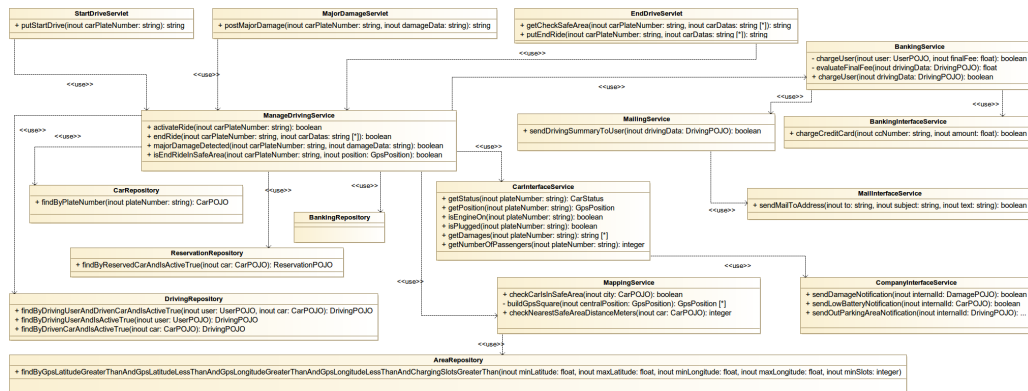 StartDriveServlet
+ putStartDrive(inout carPlateNumber: string): string
MajorDamageServlet
+ postMajorDamage(inout carPlateNumber: string, inout damageData: string): string
EndDriveServlet
+ getCheckSafeArea(inout carPlateNumber: string, inout carDatas: string [*]): string
+ putEndRide(inout carPlateNumber: string, inout carDatas: string [*]): string
BankingService
- chargeUser(inout user: UserPOJO, inout finalFee: float): boolean
- evaluateFinalFee(inout drivingData: DrivingPOJO): float
+ chargeUser(inout drivingData: DrivingPOJO): boolean
<<use>>
<<use>>
<<use>>
<<use>>
<<use>>
<<use>>
ManageDrivingService
+ activateRide(inout carPlateNumber: string): boolean
+ endRide(inout carPlateNumber: string, inout carDatas: string [*]): boolean
+ majorDamageDetected(inout carPlateNumber: string, inout damageData: string): boolean
+ isEndRideInSafeArea(inout carPlateNumber: string, inout position: GpsPosition): boolean
MailingService
+ sendDrivingSummaryToUser(inout drivingData: DrivingPOJO): boolean
BankingInterfaceService
+ chargeCreditCard(inout ccNumber: string, inout amount: float): boolean
<<use>>
<<use>>
<<use>>
<<use>>
<<use>>
<<use>>
<<use>>
<<use>>
CarRepository
+ findByPlateNumber(inout plateNumber: string): CarPOJO
BankingRepository
CarInterfaceService
+ getStatus(inout plateNumber: string): CarStatus
+ getPosition(inout plateNumber: string): GpsPosition
+ isEngineOn(inout plateNumber: string): boolean
+ isPlugged(inout plateNumber: string): boolean
+ getDamages(inout plateNumber: string): string [*]
+ getNumberOfPassengers(inout plateNumber: string): integer
MailInterfaceService
+ sendMailToAddress(inout to: string, inout subject: string, inout text: string): boolean
ReservationRepository
+ findByReservedCarAndIsActiveTrue(inout car: CarPOJO): ReservationPOJO
<<use>>
DrivingRepository
+ findByDrivingUserAndDrivenCarAndIsActiveTrue(inout user: UserPOJO, inout car: CarPOJO): DrivingPOJO
+ findByDrivingUserAndIsActiveTrue(inout user: UserPOJO): DrivingPOJO
+ findByDrivenCarAndIsActiveTrue(inout car: CarPOJO): DrivingPOJO
MappingService
+ checkCarIsInSafeArea(inout city: CarPOJO): boolean
- buildGpsSquare(inout centralPosition: GpsPosition): GpsPosition [*]
+ checkNearestSafeAreaDistanceMeters(inout car: CarPOJO): integer
CompanyInterfaceService
+ sendDamageNotification(inout internalId: DamagePOJO): boolean
+ sendLowBatteryNotification(inout internalId: CarPOJO): boolean
+ sendOutParkingAreaNotification(inout internalId: DrivingPOJO): ...
<<use>>
AreaRepository
+ findByGpsLatitudeGreaterThanAndGpsLatitudeLessThanAndGpsLongitudeGreaterThanAndGpsLongitudeLessThanAndChargingSlotsGreaterThan(inout minLatitude: float, inout maxLatitude: float, inout minLongitude: float, inout maxLongitude: float, inout minSlots: integer)